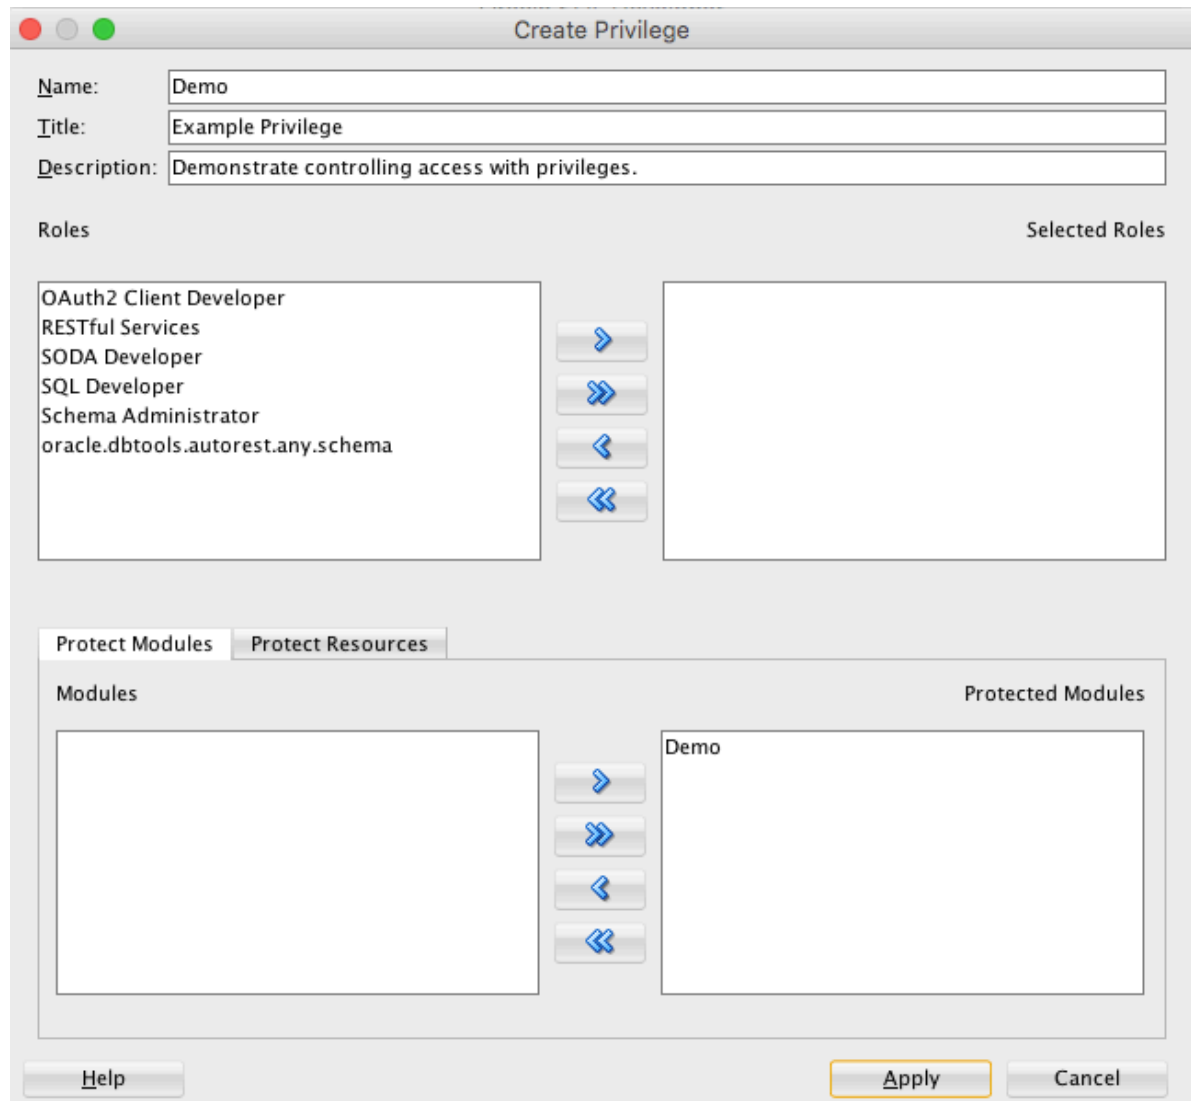 Create Privilege
Name: Demo
Title: Example Privilege
Description: Demonstrate controlling access with privileges.
Roles Selected Roles
OAuth2 Client Developer
RESTful Services
SODA Developer
SQL Developer
Schema Administrator
oracle.dbtools.autorest.any.schema
Protect Modules Protect Resources
Modules Protected Modules
Demo
Help Apply Cancel